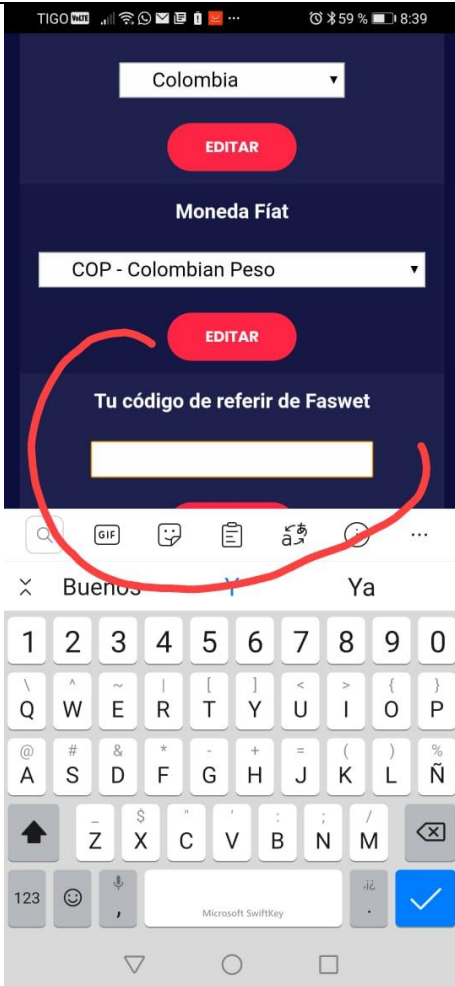 TIGO VoLTE 59 % 8:39
Colombia
EDITAR
Moneda Fíat
COP - Colombian Peso
EDITAR
Tu código de referir de Faswet
GIF
Buenos Y Ya
1 2 3 4 5 6 7 8 9 0
\ ^ ~ | [ ] < > { }
Q W E R T Y U I O P
@ # & * - + = ( ) %
A S D F G H J K L Ñ
_ $ " ' : ; /
Z X C V B N M
123 , Microsoft SwiftKey .